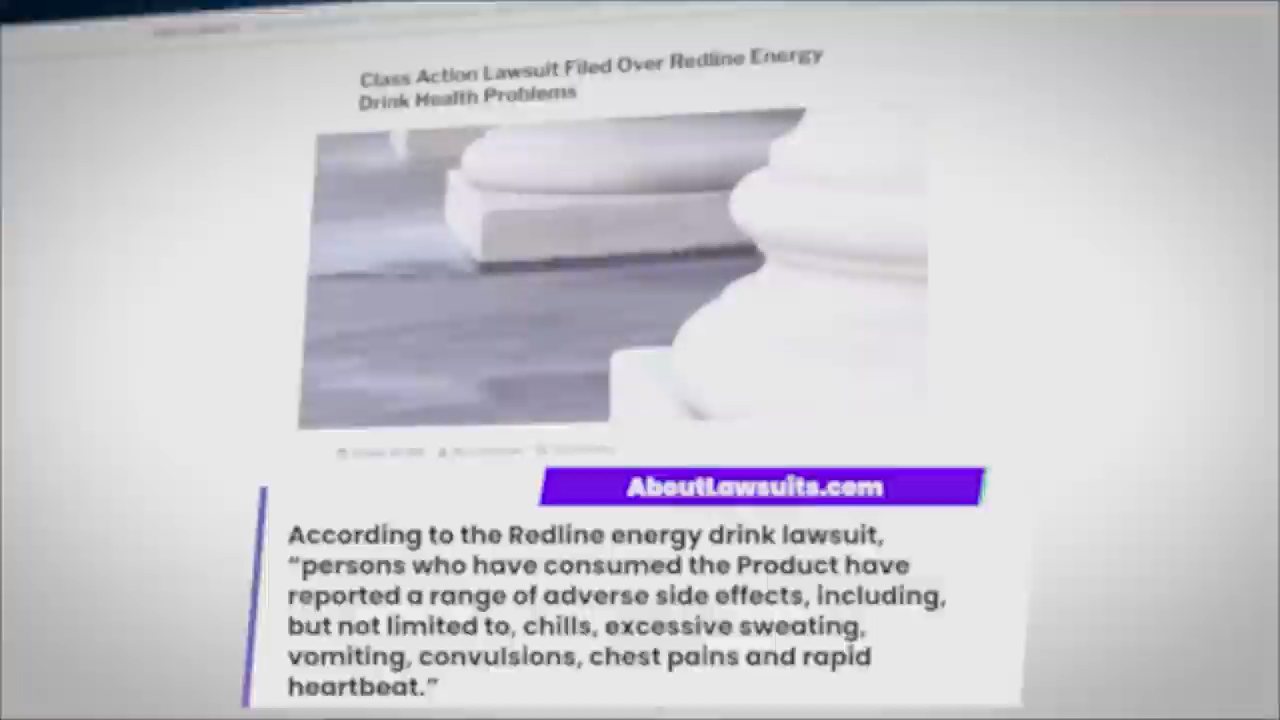 Class Action Lawsuit Filed Over Redline Energy
Drink Health Problems
AboutLawsuits.com
According to the Redline energy drink lawsuit,
“persons who have consumed the Product have
reported a range of adverse side effects, including,
but not limited to, chills, excessive sweating,
vomiting, convulsions, chest pains and rapid
heartbeat.”